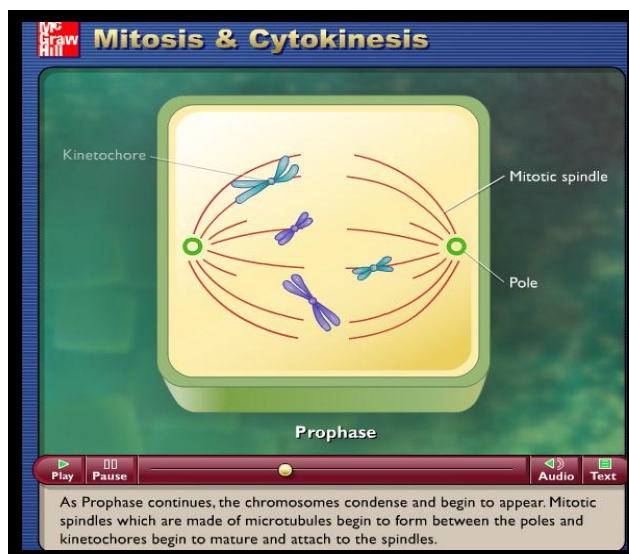 Mc
Graw
Hill
Mitosis & Cytokinesis
Kinetochore
Mitotic spindle
Pole
Prophase
Play
Pause
Audio
Text
As Prophase continues, the chromosomes condense and begin to appear. Mitotic
spindles which are made of microtubules begin to form between the poles and
kinetochores begin to mature and attach to the spindles.